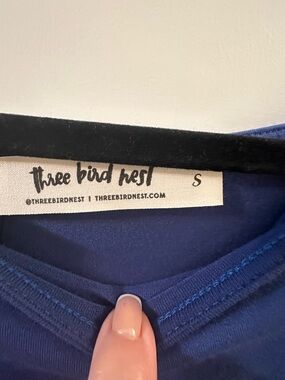 three bird nest S
@THREEBIRDNEST | THREEBIRDNEST.COM